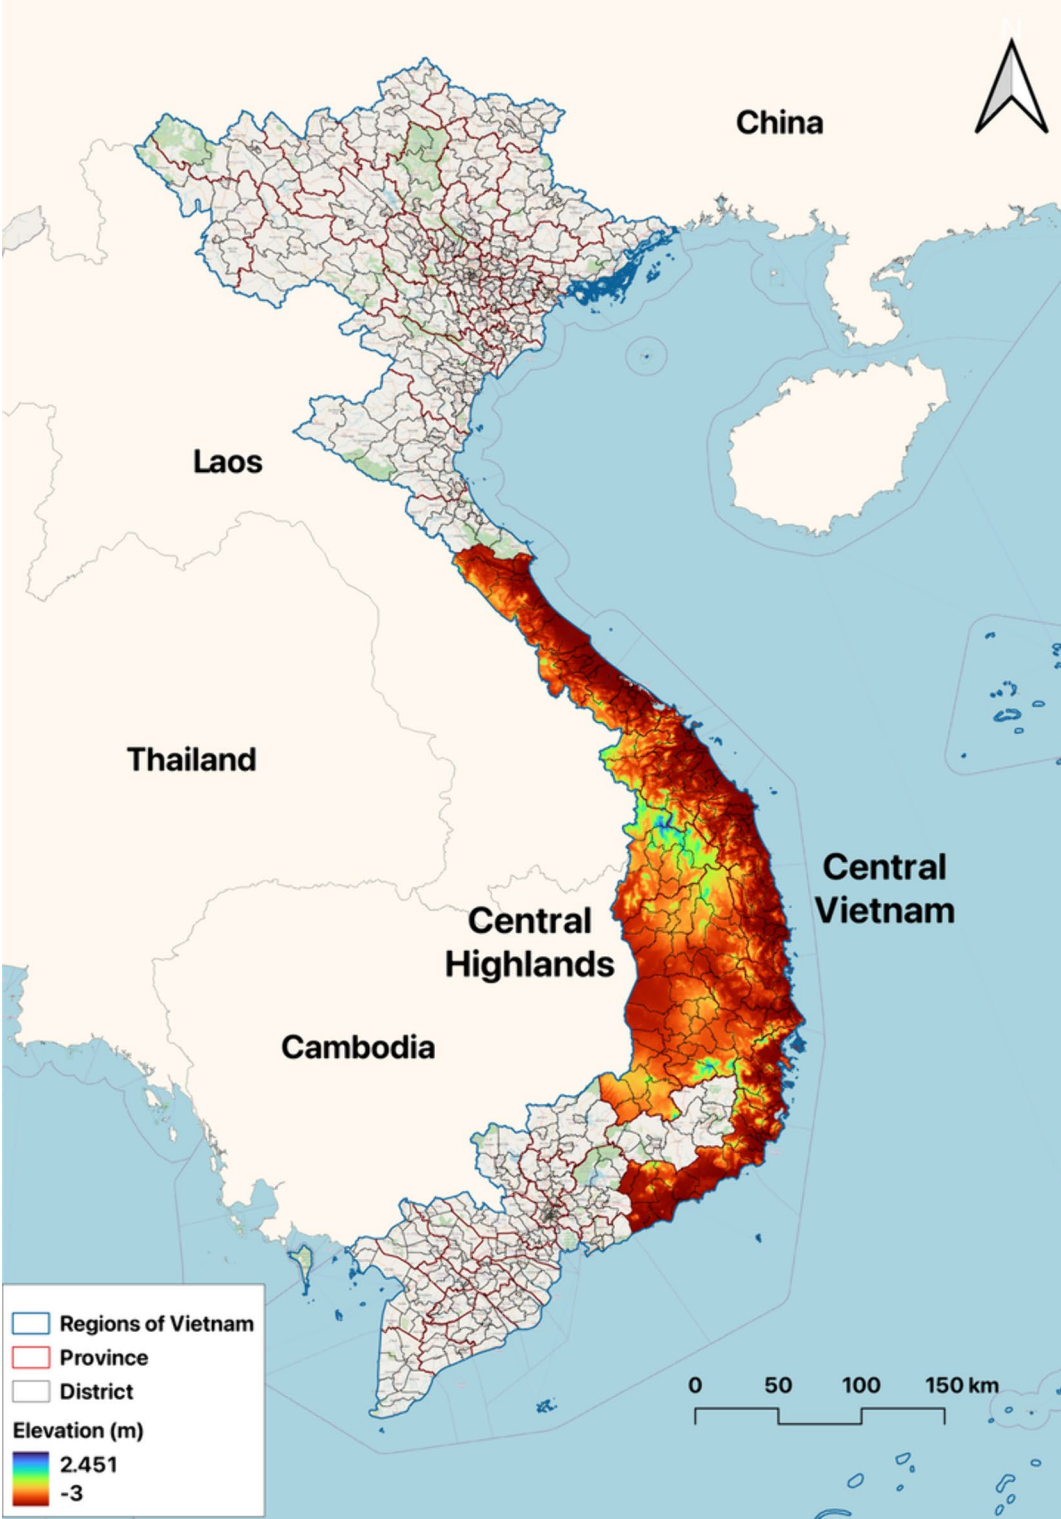 N
China
Laos
Thailand
Central
Vietnam
Central
Highlands
Cambodia
Regions of Vietnam
Province
District
Elevation (m)
2.451
-3
0 50 100 150 km